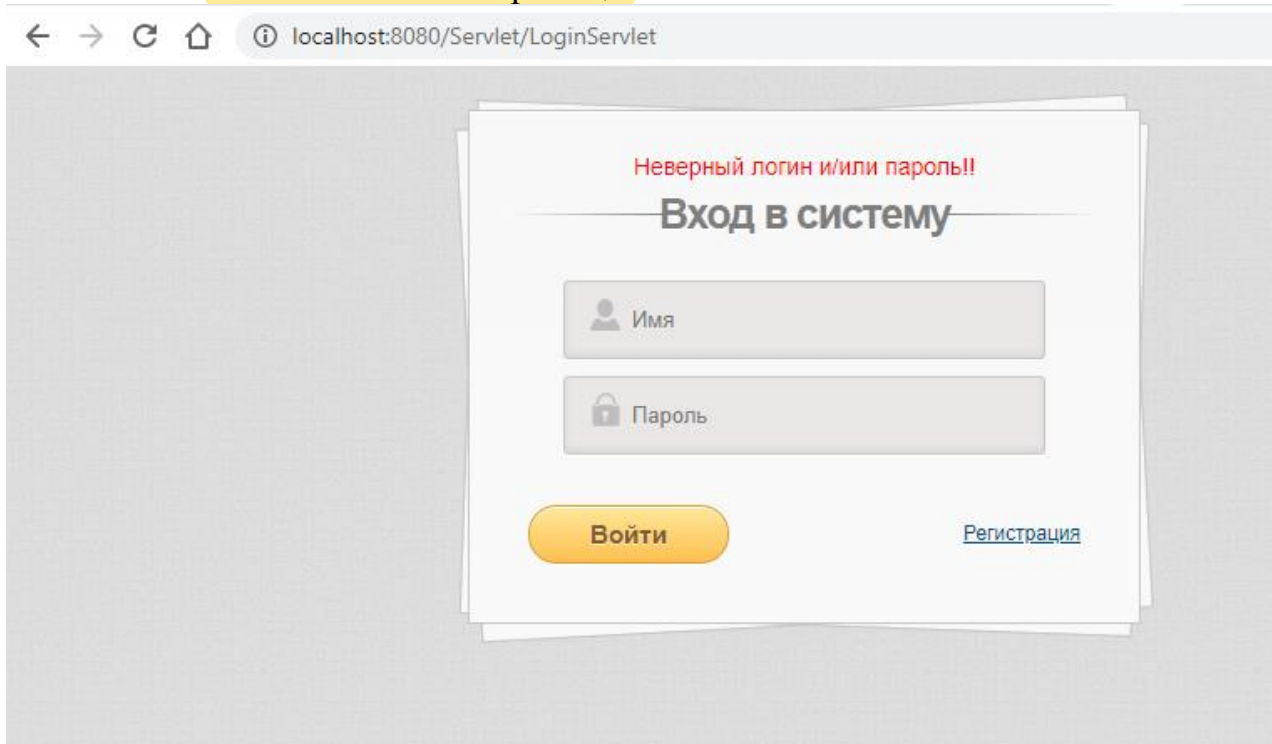 localhost:8080/Servlet/LoginServlet
Неверный логин и/или пароль!!
Вход в систему
Имя
Пароль
Войти
Регистрация